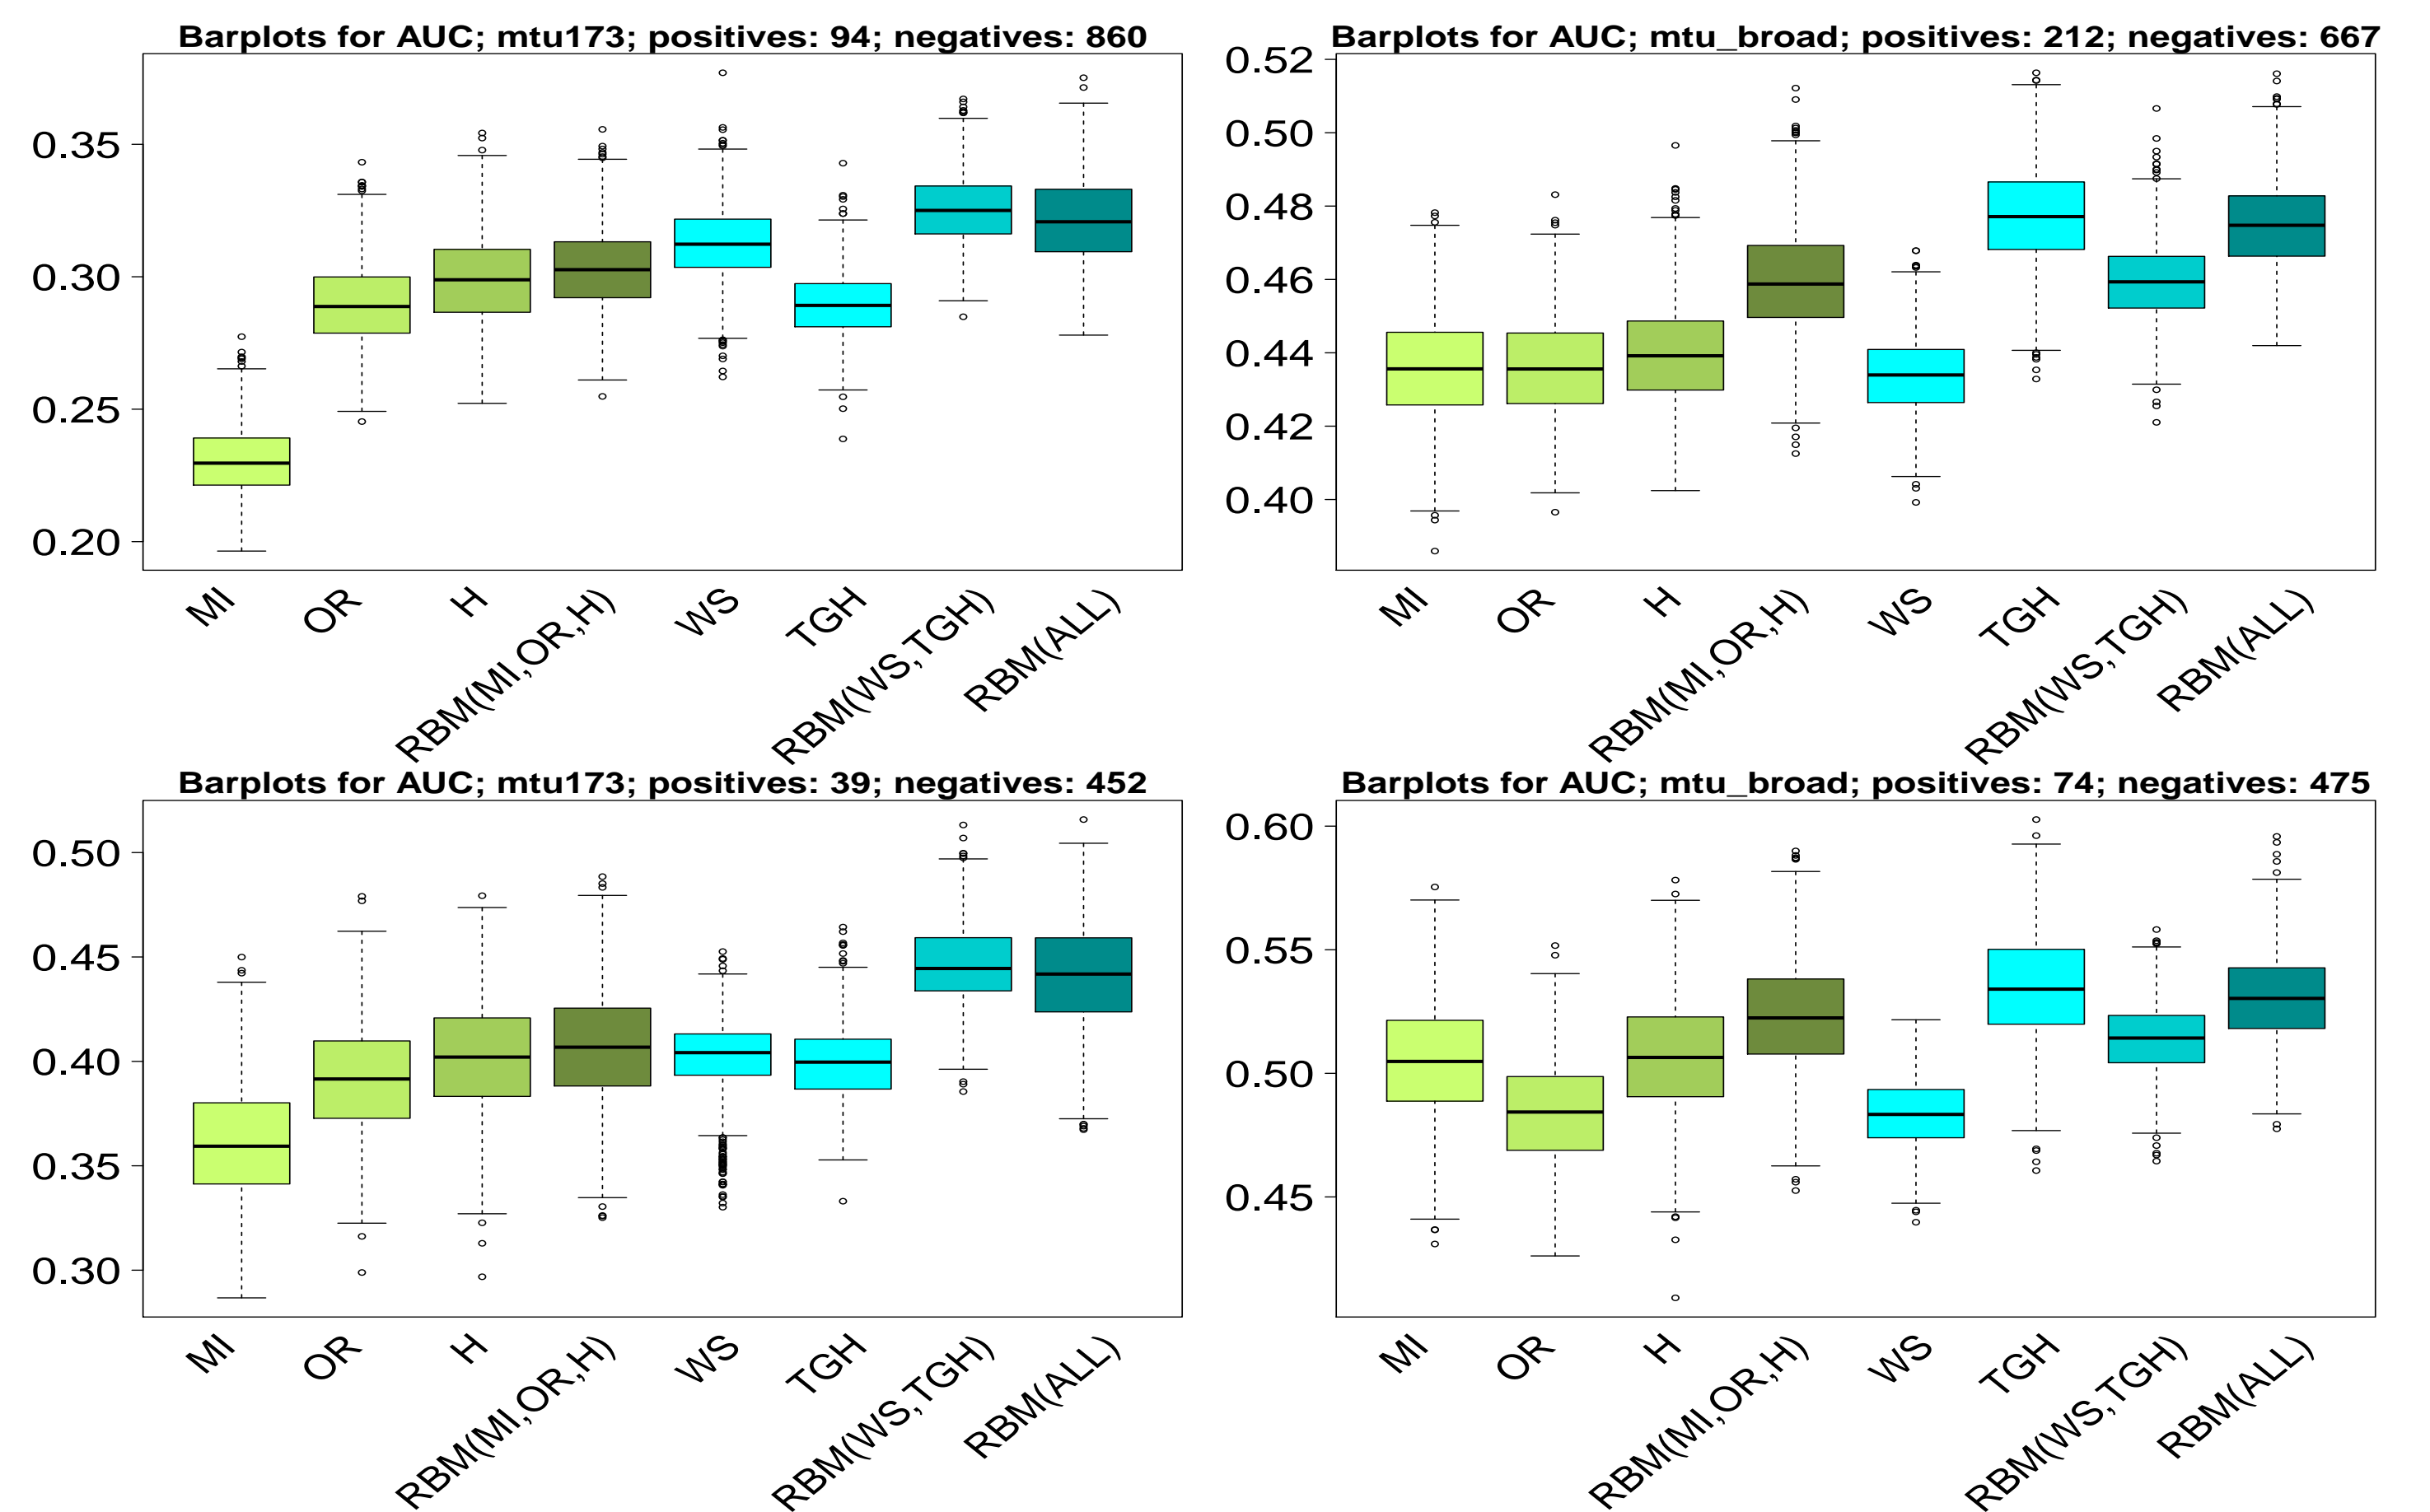 Barplots for AUC; mtu173; positives: 94; negatives: 860
0.35
0.30
0.25
0.20
MI
OR
H
RBM(MI,OR,H)
WS
TGH
RBM(WS,TGH)
RBM(ALL)
Barplots for AUC; mtu_broad; positives: 212; negatives: 667
0.52
0.50
0.48
0.46
0.44
0.42
0.40
MI
OR
H
RBM(MI,OR,H)
WS
TGH
RBM(WS,TGH)
RBM(ALL)
Barplots for AUC; mtu173; positives: 39; negatives: 452
0.50
0.45
0.40
0.35
0.30
MI
OR
H
RBM(MI,OR,H)
WS
TGH
RBM(WS,TGH)
RBM(ALL)
Barplots for AUC; mtu_broad; positives: 74; negatives: 475
0.60
0.55
0.50
0.45
MI
OR
H
RBM(MI,OR,H)
WS
TGH
RBM(WS,TGH)
RBM(ALL)